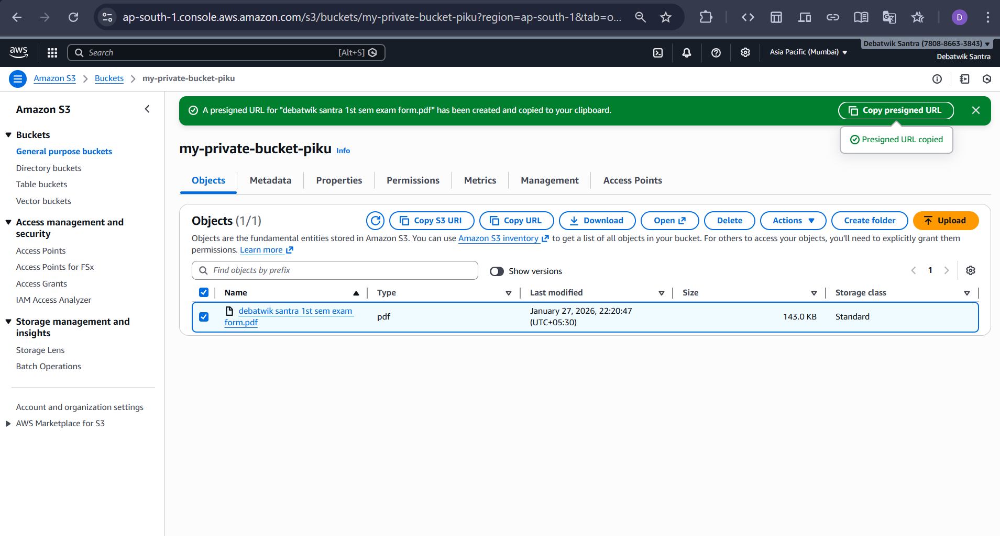 ap-south-1.console.aws.amazon.com/s3/buckets/my-private-bucket-piku?region=ap-south-1&tab=o...
D
aws
Search
[Alt+S]
Asia Pacific (Mumbai)
Debatwik Santra (7808-8663-3843)
Debatwik Santra
Amazon S3
Buckets
my-private-bucket-piku
Amazon S3
Buckets
General purpose buckets
Directory buckets
Table buckets
Vector buckets
Access management and
security
Access Points
Access Points for FSx
Access Grants
IAM Access Analyzer
Storage management and
insights
Storage Lens
Batch Operations
Account and organization settings
AWS Marketplace for S3
A presigned URL for "debatwik santra 1st sem exam form.pdf" has been created and copied to your clipboard.
Copy presigned URL
Presigned URL copied
my-private-bucket-piku Info
Objects
Metadata
Properties
Permissions
Metrics
Management
Access Points
Objects (1/1)
Copy S3 URI
Copy URL
Download
Open
Delete
Actions
Create folder
Upload
Objects are the fundamental entities stored in Amazon S3. You can use Amazon S3 inventory to get a list of all objects in your bucket. For others to access your objects, you'll need to explicitly grant them
permissions. Learn more
Find objects by prefix
Show versions
1
Name
Type
Last modified
Size
Storage class
debatwik santra 1st sem exam
form.pdf
pdf
January 27, 2026, 22:20:47
(UTC+05:30)
143.0 KB
Standard